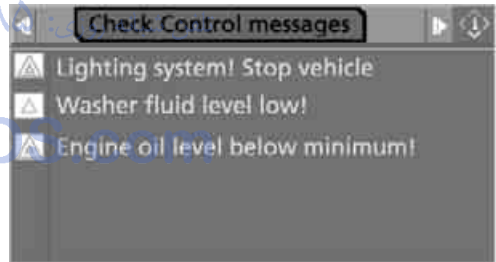 Check Control messages
Lighting system! Stop vehicle
Washer fluid level low!
Engine oil level below minimum!